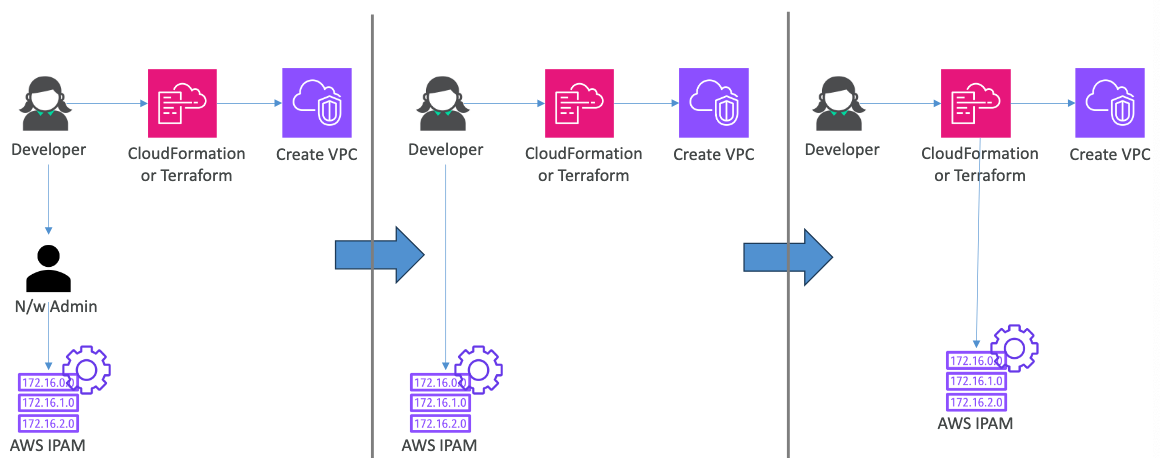 Developer
CloudFormation
or Terraform
Create VPC
N/w Admin
172.16.0.0
172.16.1.0
172.16.2.0
AWS IPAM
Developer
CloudFormation
or Terraform
Create VPC
172.16.0.0
172.16.1.0
172.16.2.0
AWS IPAM
Developer
CloudFormation
or Terraform
Create VPC
172.16.0.0
172.16.1.0
172.16.2.0
AWS IPAM